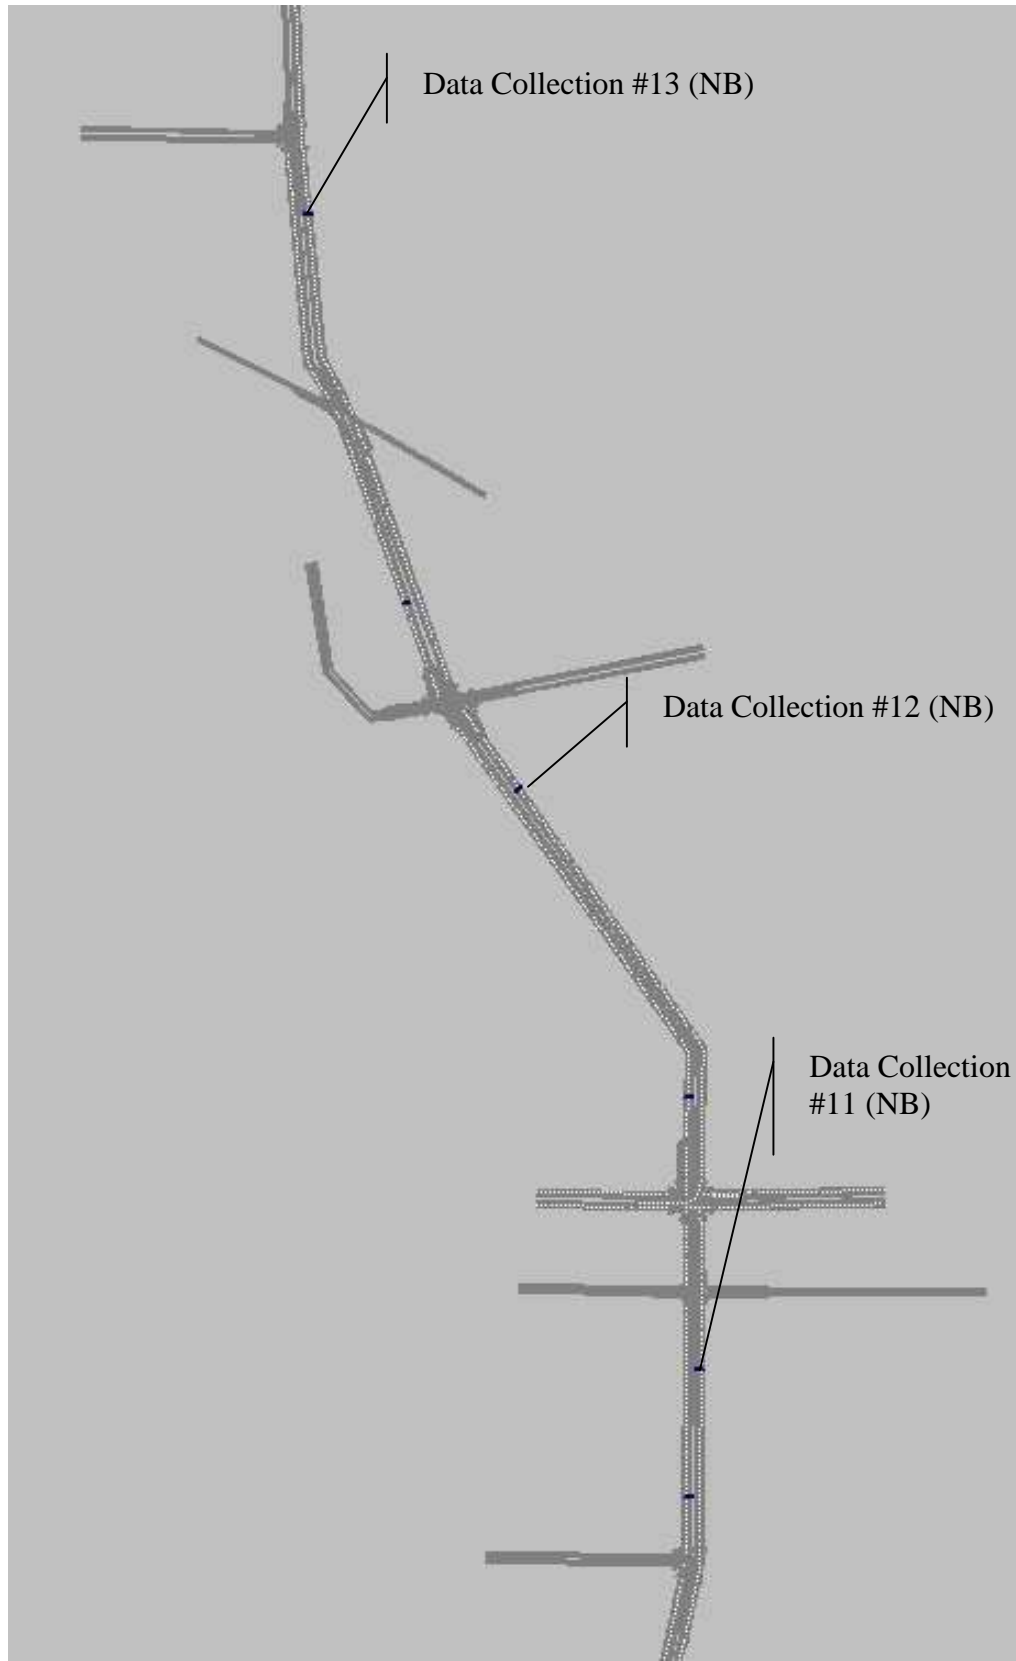 Data Collection #13 (NB)
Data Collection #12 (NB)
Data Collection
#11 (NB)